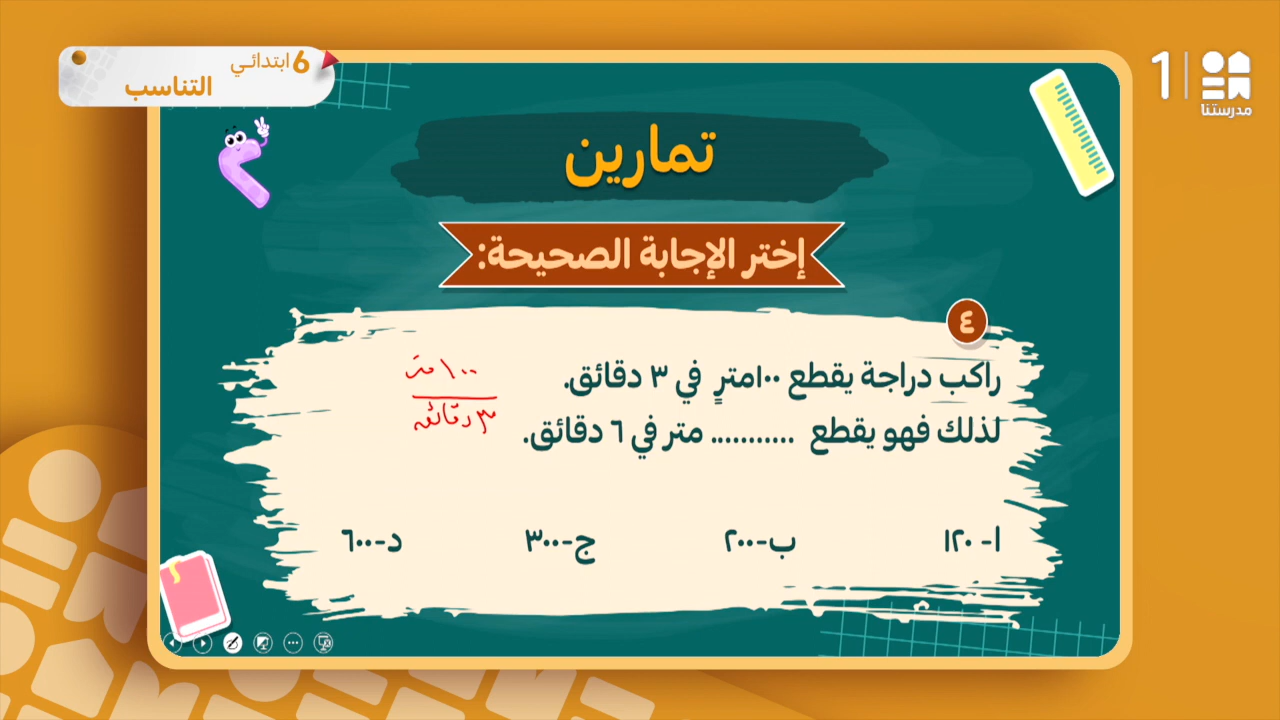 6 ابتدائي
التناسب
1
مدرستنا
تمارين
إختر الإجابة الصحيحة:
٤
راكب دراجة يقطع ١٠٠متر في ٣ دقائق.
لذلك فهو يقطع ........... متر في ٦ دقائق.
١٠٠ متر
٣ دقائق
ا- ١٢٠
ب-٢٠٠
ج-٣٠٠
د-٦٠٠